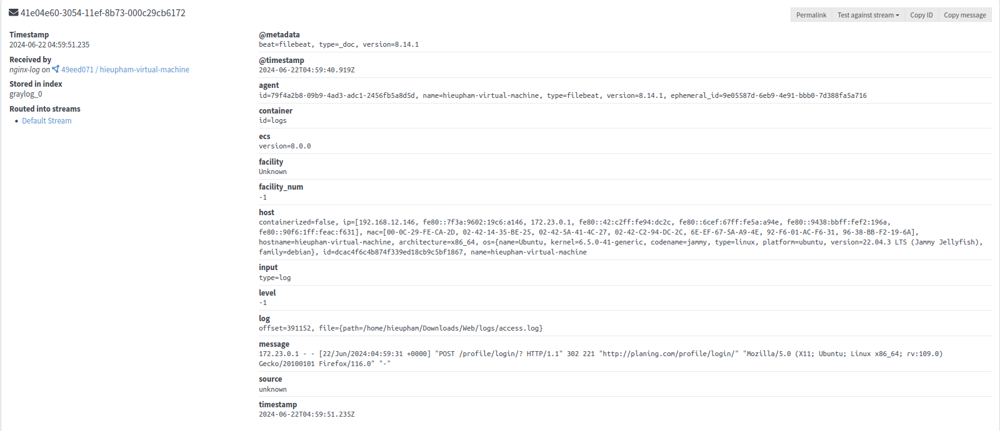 41e04e60-3054-11ef-8b73-000c29cb6172
Permalink Test against stream Copy ID Copy message
Timestamp
2024-06-22 04:59:51.235
Received by
nginx-log on 49eed071 / hieupham-virtual-machine
Stored in index
graylog_0
Routed into streams
• Default Stream
@metadata
beat=filebeat, type=_doc, version=8.14.1
@timestamp
2024-06-22T04:59:40.919Z
agent
id=79f4a2b8-09b9-4ad3-adc1-2456fb5a8d5d, name=hieupham-virtual-machine, type=filebeat, version=8.14.1, ephemeral_id=9e05587d-6eb9-4e91-bbb0-7d388fa5a716
container
id=logs
ecs
version=8.0.0
facility
Unknown
facility_num
-1
host
containerized=false, ip=[192.168.12.146, fe80::7f3a:9602:19c6:a146, 172.23.0.1, fe80::42:c2ff:fe94:dc2c, fe80::6cef:67ff:fe5a:a94e, fe80::9438:bbff:fef2:196a,
fe80::90f6:1ff:feac:f631], mac=[00-0C-29-FE-CA-2D, 02-42-14-35-BE-25, 02-42-5A-41-4C-27, 02-42-C2-94-DC-2C, 6E-EF-67-5A-A9-4E, 92-F6-01-AC-F6-31, 96-38-BB-F2-19-6A],
hostname=hieupham-virtual-machine, architecture=x86_64, os={name=Ubuntu, kernel=6.5.0-41-generic, codename=jammy, type=linux, platform=ubuntu, version=22.04.3 LTS (Jammy Jellyfish),
family=debian}, id=dcac4f6c4b874f339ed18cb9c5bf1867, name=hieupham-virtual-machine
input
type=log
level
-1
log
offset=391152, file={path=/home/hieupham/Downloads/Web/logs/access.log}
message
172.23.0.1 - - [22/Jun/2024:04:59:31 +0000] "POST /profile/login/? HTTP/1.1" 302 221 "http://planing.com/profile/login/" "Mozilla/5.0 (X11; Ubuntu; Linux x86_64; rv:109.0)
Gecko/20100101 Firefox/116.0" "-"
source
unknown
timestamp
2024-06-22T04:59:51.235Z